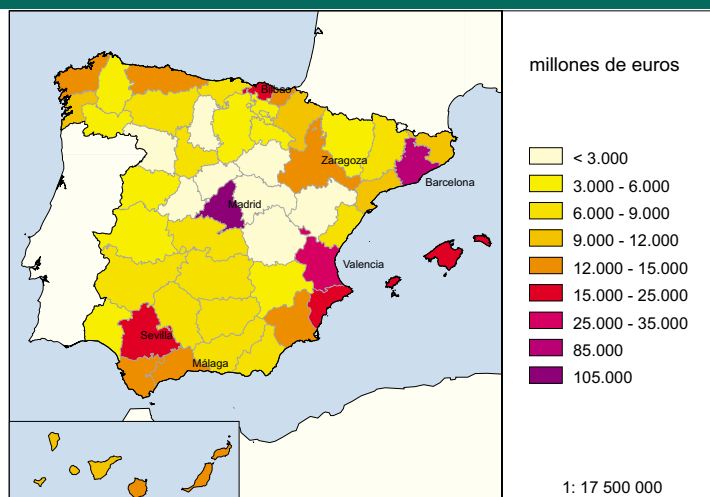 millones de euros
< 3.000
3.000 - 6.000
6.000 - 9.000
9.000 - 12.000
12.000 - 15.000
15.000 - 25.000
25.000 - 35.000
85.000
105.000
1: 17 500 000
Bilbao
Zaragoza
Barcelona
Madrid
Valencia
Sevilla
Málaga